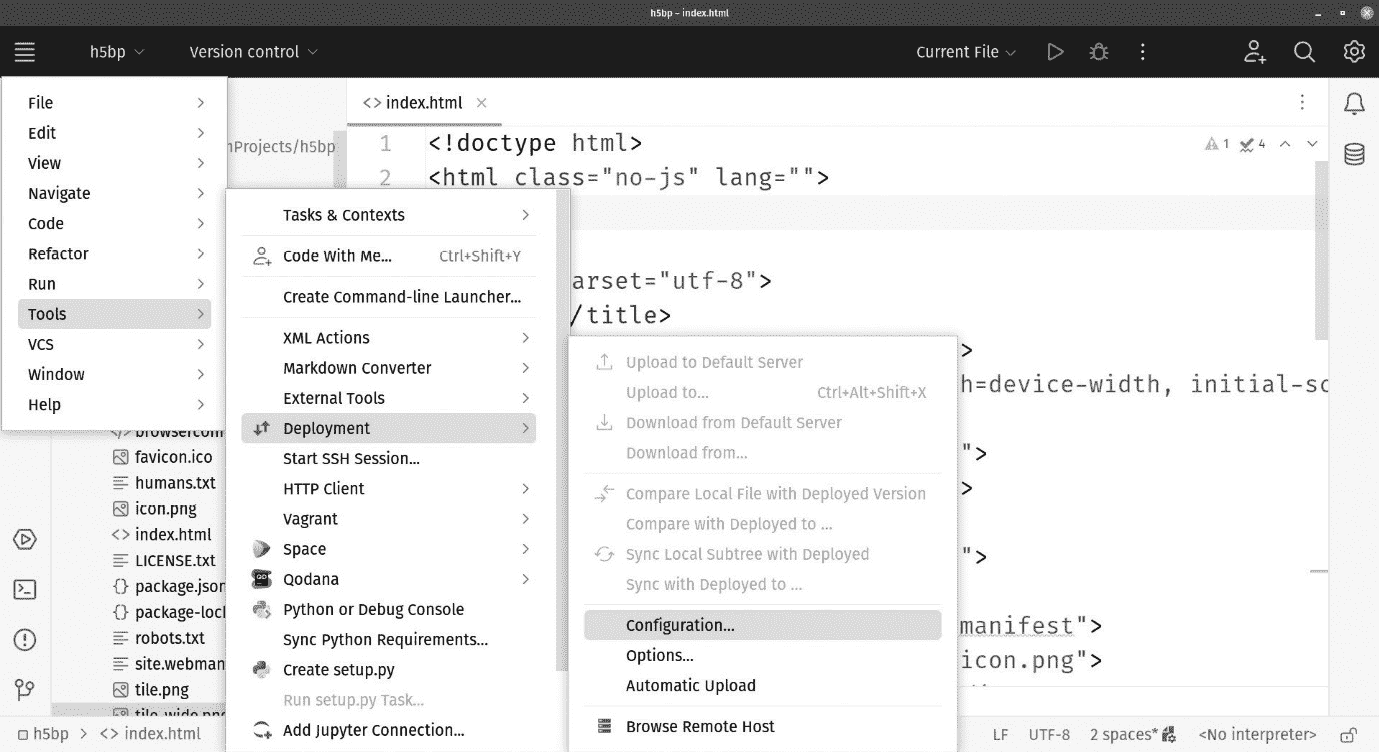 h5bp – index.html
h5bp
Version control
Current File
File
Edit
View
Navigate
Code
Refactor
Run
Tools
VCS
Window
Help
index.html
nProjects/h5bp
1 <!doctype html>
2 <html class="no-js" lang="">
1 4
arset="utf-8">
/title>
>
h=device-width, initial-sc
">
>
">
manifest">
icon.png">
Tasks & Contexts
Code With Me... Ctrl+Shift+Y
Create Command-line Launcher...
XML Actions
Markdown Converter
External Tools
Deployment
Start SSH Session...
HTTP Client
Vagrant
Space
Qodana
Python or Debug Console
Sync Python Requirements...
Create setup.py
Run setup.py Task...
Add Jupyter Connection...
Upload to Default Server
Upload to... Ctrl+Alt+Shift+X
Download from Default Server
Download from...
Compare Local File with Deployed Version
Compare with Deployed to ...
Sync Local Subtree with Deployed
Sync with Deployed to ...
Configuration...
Options...
Automatic Upload
Browse Remote Host
browsercon
favicon.ico
humans.txt
icon.png
index.html
LICENSE.txt
package.json
package-loc
robots.txt
site.webman
tile.png
tile-wide.png
h5bp > <> index.html
LF UTF-8 2 spaces* <No interpreter>